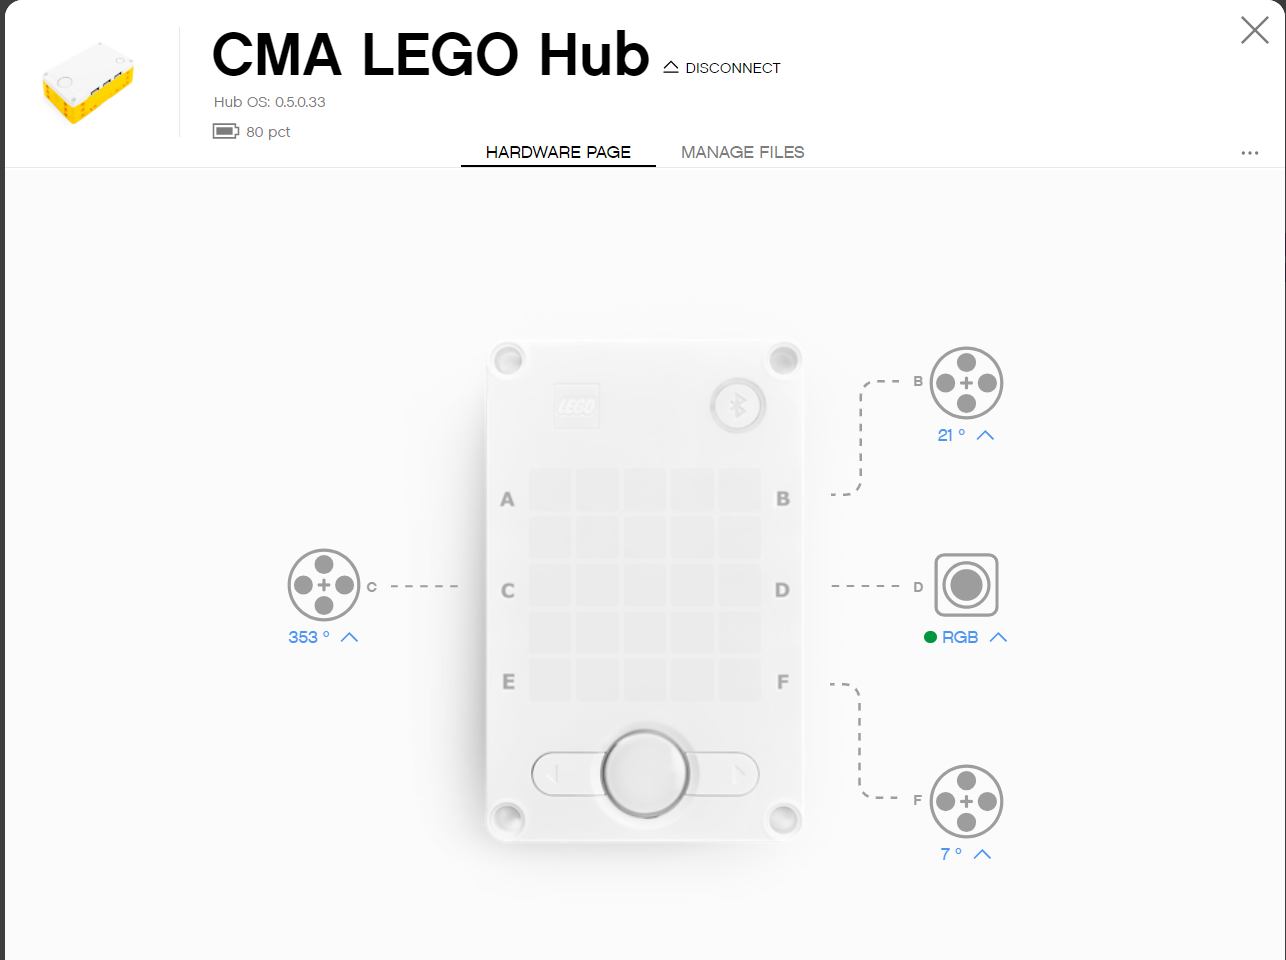 CMA LEGO Hub DISCONNECT
Hub OS: 0.5.0.33
80 pct
HARDWARE PAGE MANAGE FILES
LEGO
B
21 °
A B
C
353 °
C D
D
RGB
E F
F
7 °